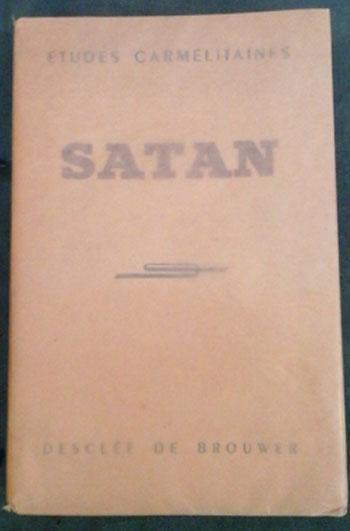 ÉTUDES CARMÉLITAINES
SATAN
DESCLÉE DE BROUWER